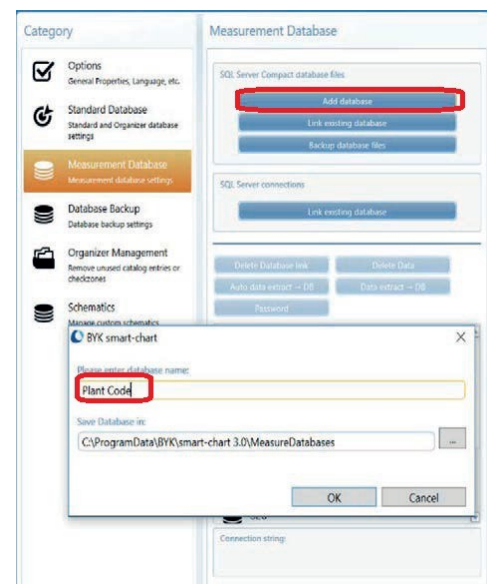 Category
Options
General Properties, Language, etc.
Standard Database
Standard and Organizer database
settings
Measurement Database
Measurement database settings
Database Backup
Database backup settings
Organizer Management
Remove unused catalog entries or
checkzones
Schematics
Manage custom schematics
Measurement Database
SQL Server Compact database files
Add database
Link existing database
Backup database files
SQL Server connections
Link existing database
Delete Database link
Delete Data
Auto data extract → DB
Data extract → DB
Password
BYK smart-chart
Please enter database name:
Plant Code
Save Database in:
C:\ProgramData\BYK\smart-chart 3.0\MeasureDatabases
...
OK
Cancel
Connection string: